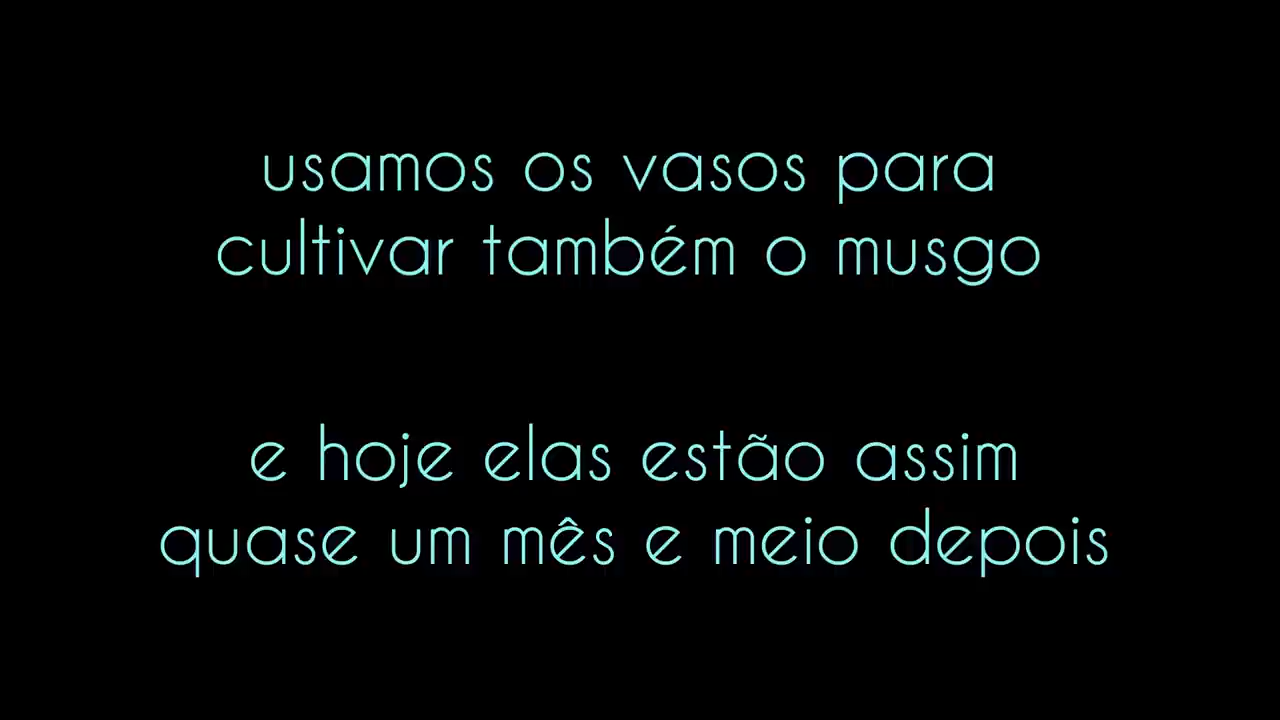 usamos os vasos para
cultivar também o musgo
e hoje elas estão assim
quase um mês e meio depois